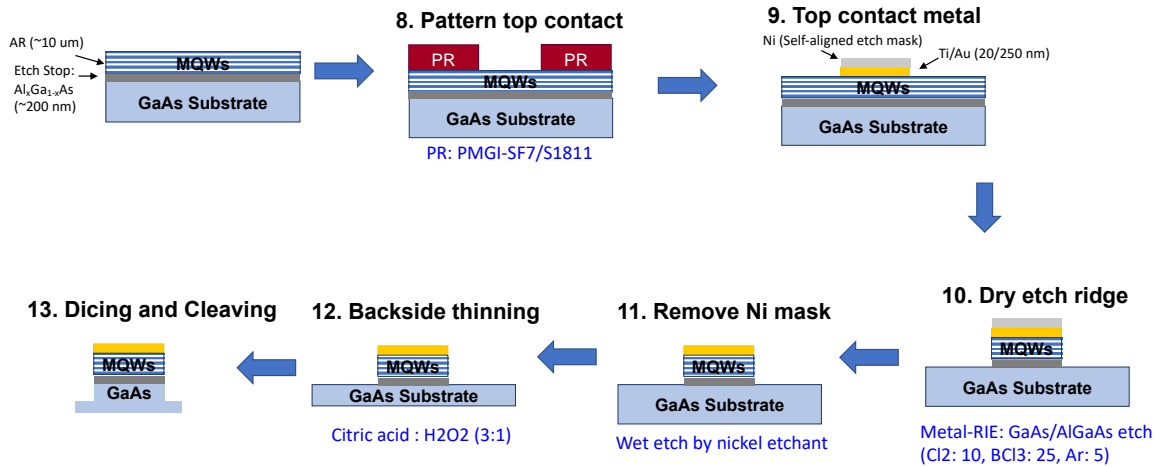 AR (~10 um)
Etch Stop:
AlxGa1-xAs
(~200 nm)
MQWs
GaAs Substrate
8. Pattern top contact
PR
PR
MQWs
GaAs Substrate
PR: PMGI-SF7/S1811
9. Top contact metal
Ni (Self-aligned etch mask)
Ti/Au (20/250 nm)
MQWs
GaAs Substrate
10. Dry etch ridge
MQWs
GaAs Substrate
Metal-RIE: GaAs/AlGaAs etch
(Cl2: 10, BCl3: 25, Ar: 5)
11. Remove Ni mask
MQWs
GaAs Substrate
Wet etch by nickel etchant
12. Backside thinning
MQWs
GaAs Substrate
Citric acid : H2O2 (3:1)
13. Dicing and Cleaving
MQWs
GaAs